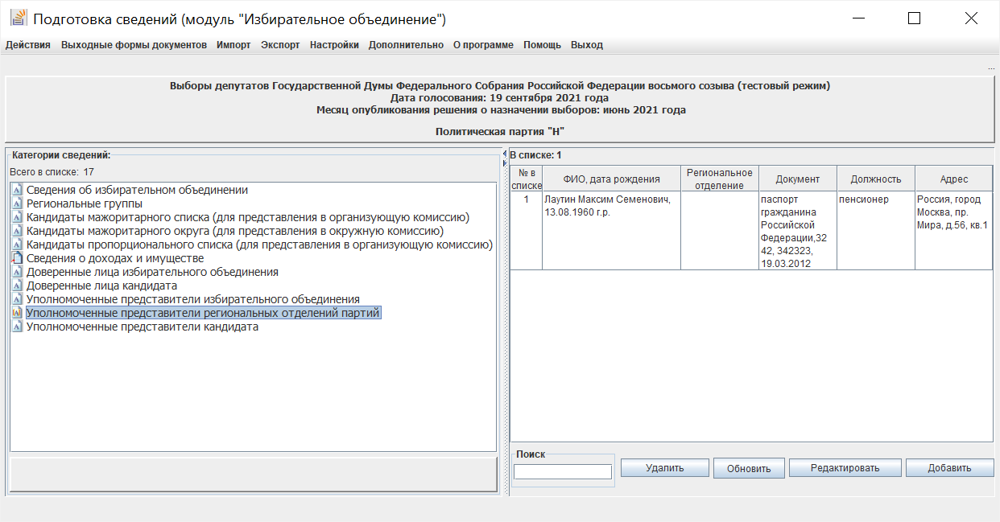 Подготовка сведений (модуль "Избирательное объединение")
Действия Выходные формы документов Импорт Экспорт Настройки Дополнительно О программе Помощь Выход
...
Выборы депутатов Государственной Думы Федерального Собрания Российской Федерации восьмого созыва (тестовый режим)
Дата голосования: 19 сентября 2021 года
Месяц опубликования решения о назначении выборов: июнь 2021 года
Политическая партия "Н"
Категории сведений:
Всего в списке: 17
Сведения об избирательном объединении
Региональные группы
Кандидаты мажоритарного списка (для представления в организующую комиссию)
Кандидаты мажоритарного округа (для представления в окружную комиссию)
Кандидаты пропорционального списка (для представления в организующую комиссию)
Сведения о доходах и имуществе
Доверенные лица избирательного объединения
Доверенные лица кандидата
Уполномоченные представители избирательного объединения
Уполномоченные представители региональных отделений партий
Уполномоченные представители кандидата
В списке: 1
№ в
списке
ФИО, дата рождения
Региональное
отделение
Документ
Должность
Адрес
1
Лаутин Максим Семенович,
13.08.1960 г.р.
паспорт
гражданина
Российской
Федерации,32
42, 342323,
19.03.2012
пенсионер
Россия, город
Москва, пр.
Мира, д.56, кв.1
Поиск
Удалить Обновить Редактировать Добавить